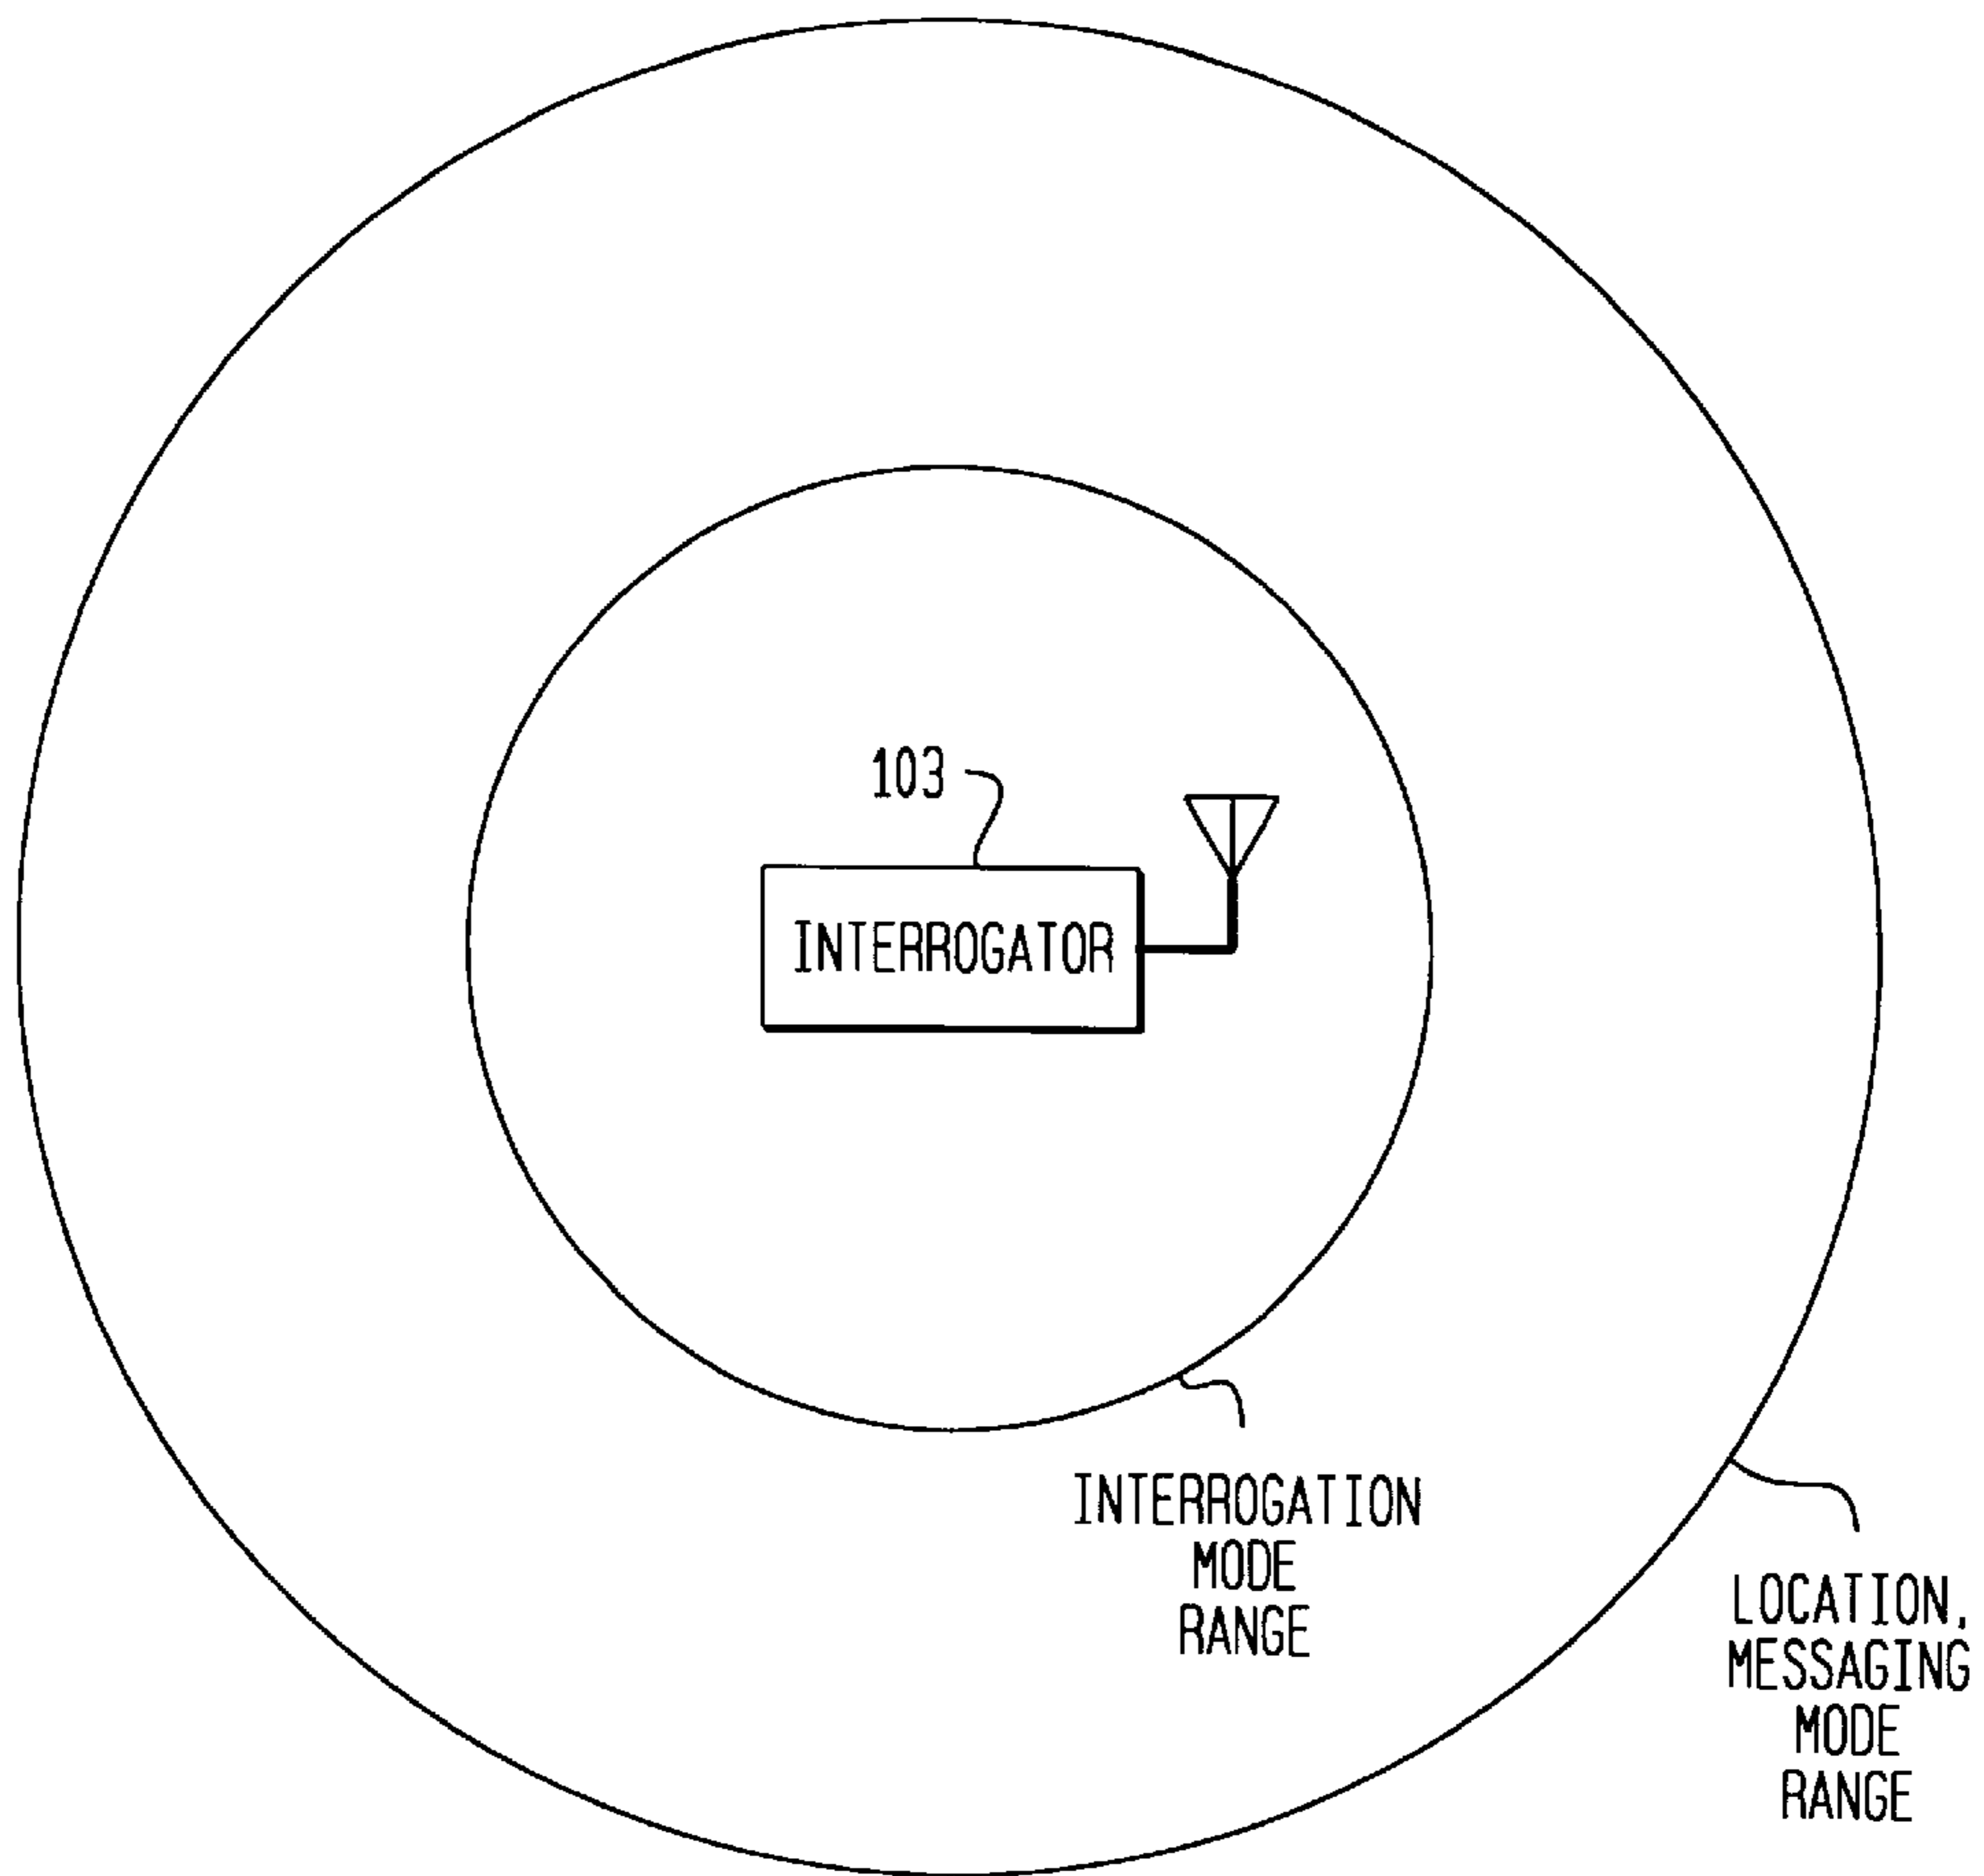 103
INTERROGATOR
INTERROGATION
MODE
RANGE
LOCATION,
MESSAGING
MODE
RANGE